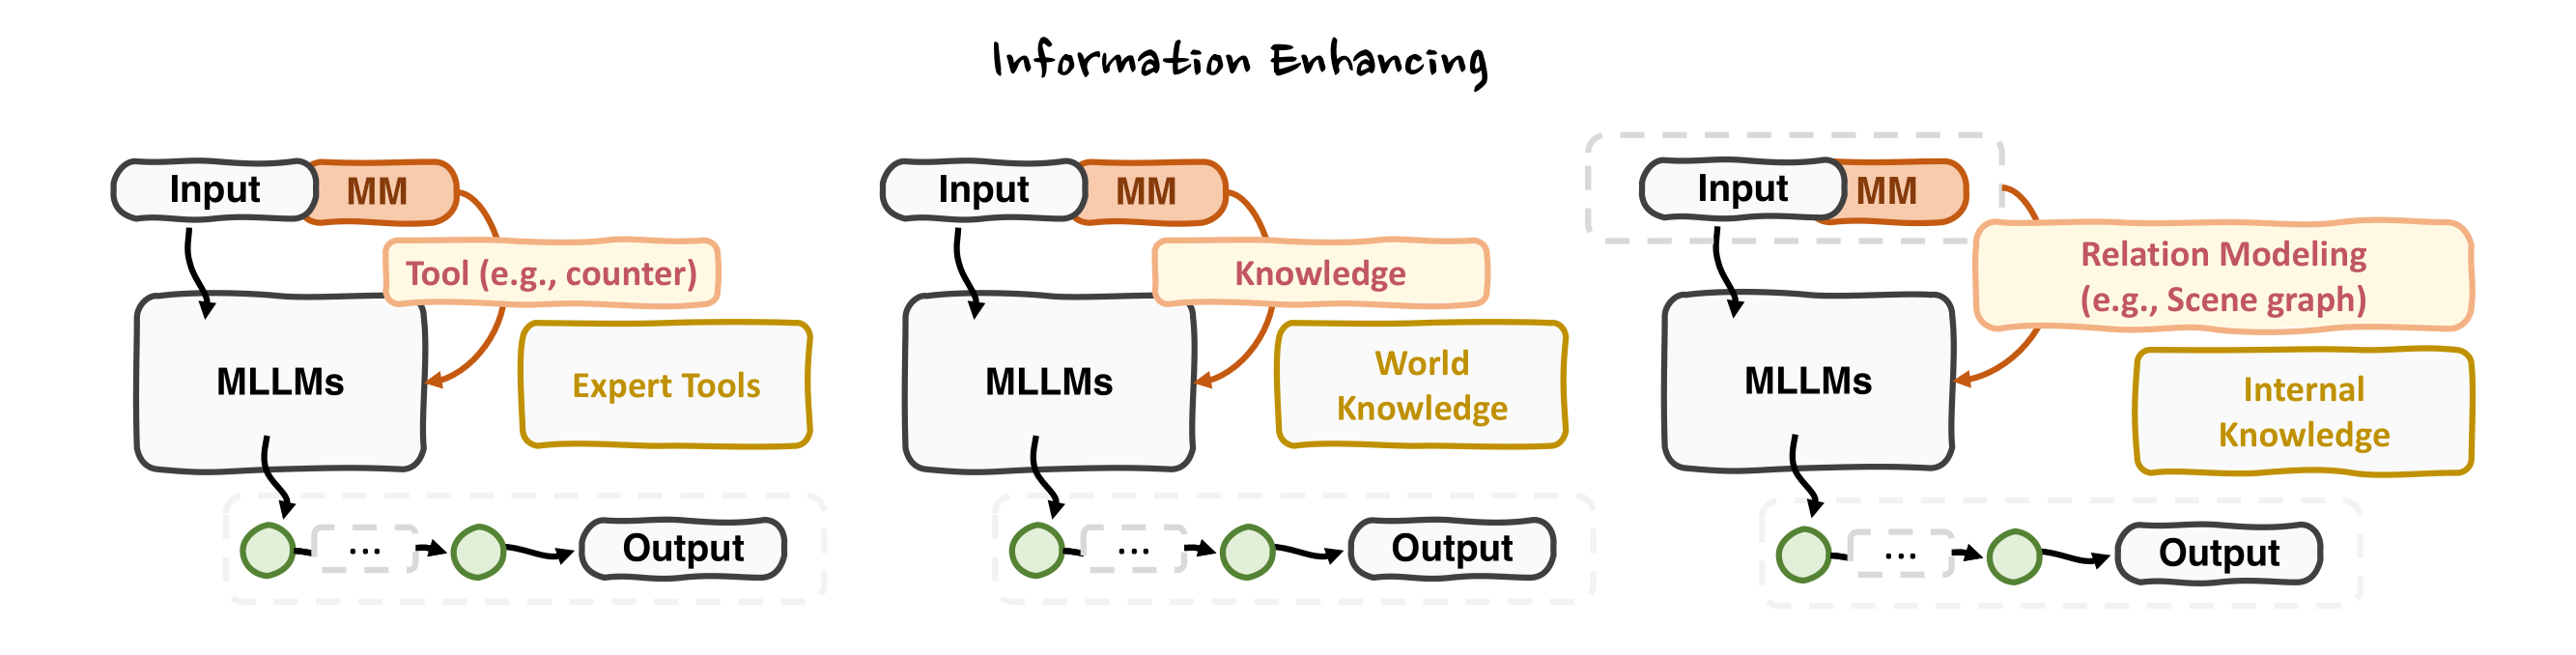 Information Enhancing
Input
MM
Tool (e.g., counter)
MLLMs
Expert Tools
...
Output
Input
MM
Knowledge
MLLMs
World
Knowledge
...
Output
Input
MM
Relation Modeling
(e.g., Scene graph)
MLLMs
Internal
Knowledge
...
Output